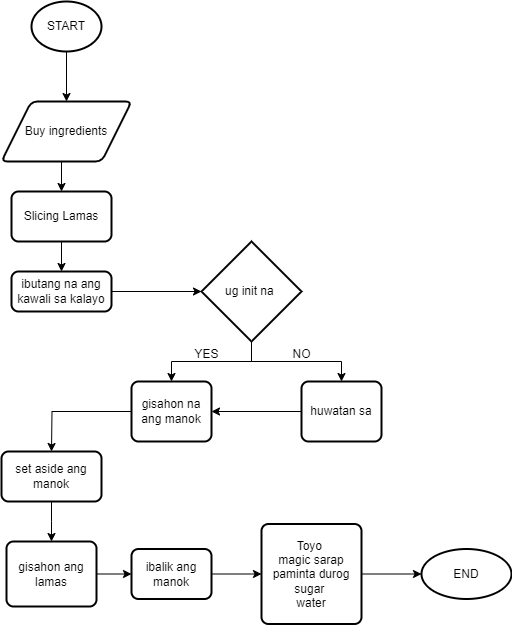 START
Buy ingredients
Slicing Lamas
ibutang na ang
kawali sa kalayo
ug init na
YES
NO
gisahon na
ang manok
huwatan sa
set aside ang
manok
gisahon ang
lamas
ibalik ang
manok
Toyo
magic sarap
paminta durog
sugar
water
END